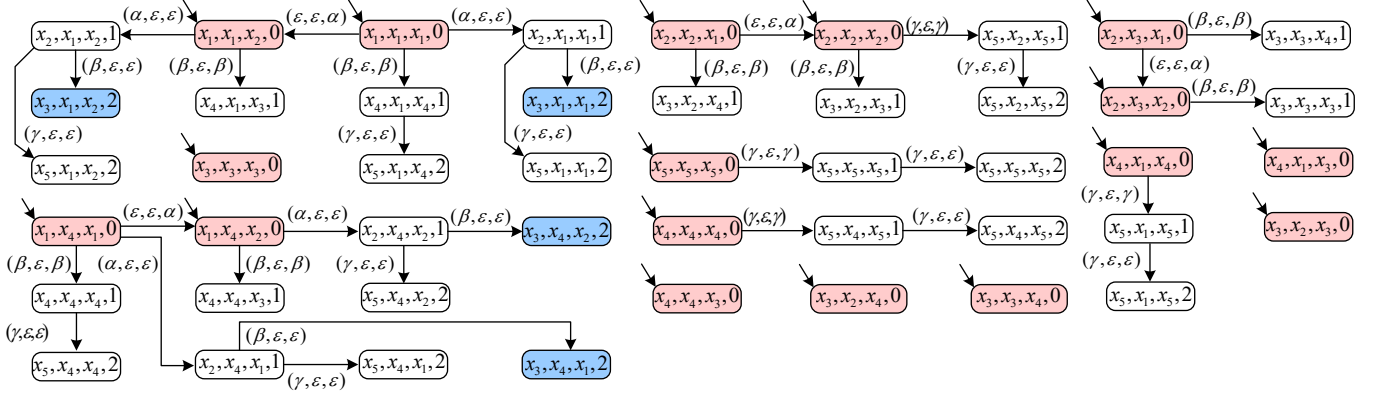 (α,ε,ε) (ε,ε,α) (α,ε,ε)
x₂,x₁,x₂,1 x₁,x₁,x₂,0 x₁,x₁,x₁,0 x₂,x₁,x₁,1
(β,ε,ε) (β,ε,β) (β,ε,β) (β,ε,ε)
x₃,x₁,x₂,2 x₄,x₁,x₃,1 x₄,x₁,x₄,1 x₃,x₁,x₁,2
(γ,ε,ε) (γ,ε,ε) (γ,ε,ε)
x₅,x₁,x₂,2 x₃,x₃,x₃,0 x₅,x₁,x₄,2 x₅,x₁,x₁,2
(ε,ε,α) (α,ε,ε) (β,ε,ε)
x₁,x₄,x₁,0 x₁,x₄,x₂,0 x₂,x₄,x₂,1 x₃,x₄,x₂,2
(β,ε,β) (α,ε,ε) (β,ε,β) (γ,ε,ε)
x₄,x₄,x₄,1 x₄,x₄,x₃,1 x₅,x₄,x₂,2
(γ,ε,ε) (β,ε,ε)
x₅,x₄,x₄,2 x₂,x₄,x₁,1 x₅,x₄,x₁,2 x₃,x₄,x₁,2
(γ,ε,ε)
(ε,ε,α) (γ,ε,γ)
x₂,x₂,x₁,0 x₂,x₂,x₂,0 x₅,x₂,x₅,1
(β,ε,β) (β,ε,β) (γ,ε,ε)
x₃,x₂,x₄,1 x₃,x₂,x₃,1 x₅,x₂,x₅,2
(γ,ε,γ) (γ,ε,ε)
x₅,x₅,x₅,0 x₅,x₅,x₅,1 x₅,x₅,x₅,2
(γ,ε,γ) (γ,ε,ε)
x₄,x₄,x₄,0 x₅,x₄,x₅,1 x₅,x₄,x₅,2
x₄,x₄,x₃,0 x₃,x₂,x₄,0 x₃,x₃,x₄,0
(β,ε,β)
x₂,x₃,x₁,0 x₃,x₃,x₄,1
(ε,ε,α)
(β,ε,β)
x₂,x₃,x₂,0 x₃,x₃,x₃,1
x₄,x₁,x₄,0 x₄,x₁,x₃,0
(γ,ε,γ)
x₅,x₁,x₅,1 x₃,x₂,x₃,0
(γ,ε,ε)
x₅,x₁,x₅,2